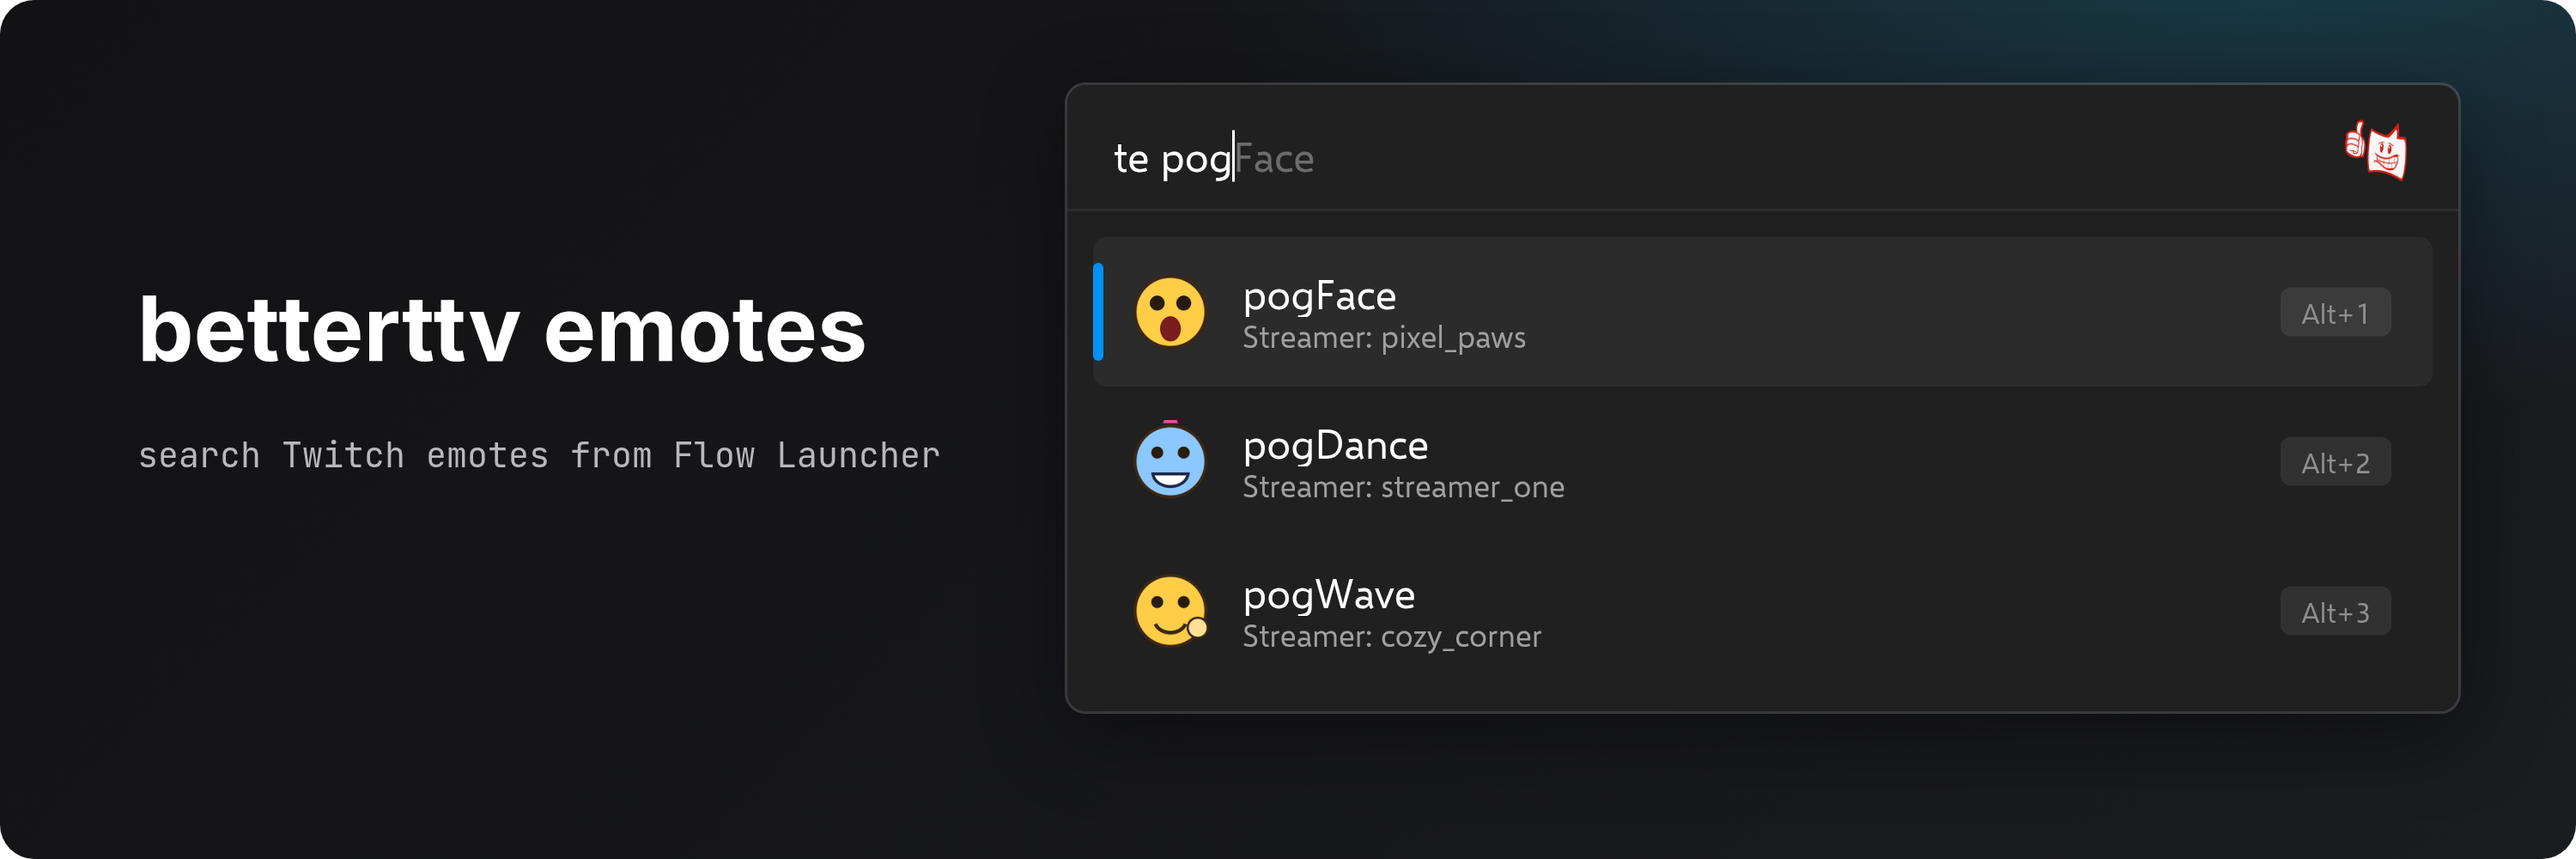 betterttv emotes
search Twitch emotes from Flow Launcher
te pogFace
pogFace
Streamer: pixel_paws
Alt+1
pogDance
Streamer: streamer_one
Alt+2
pogWave
Streamer: cozy_corner
Alt+3